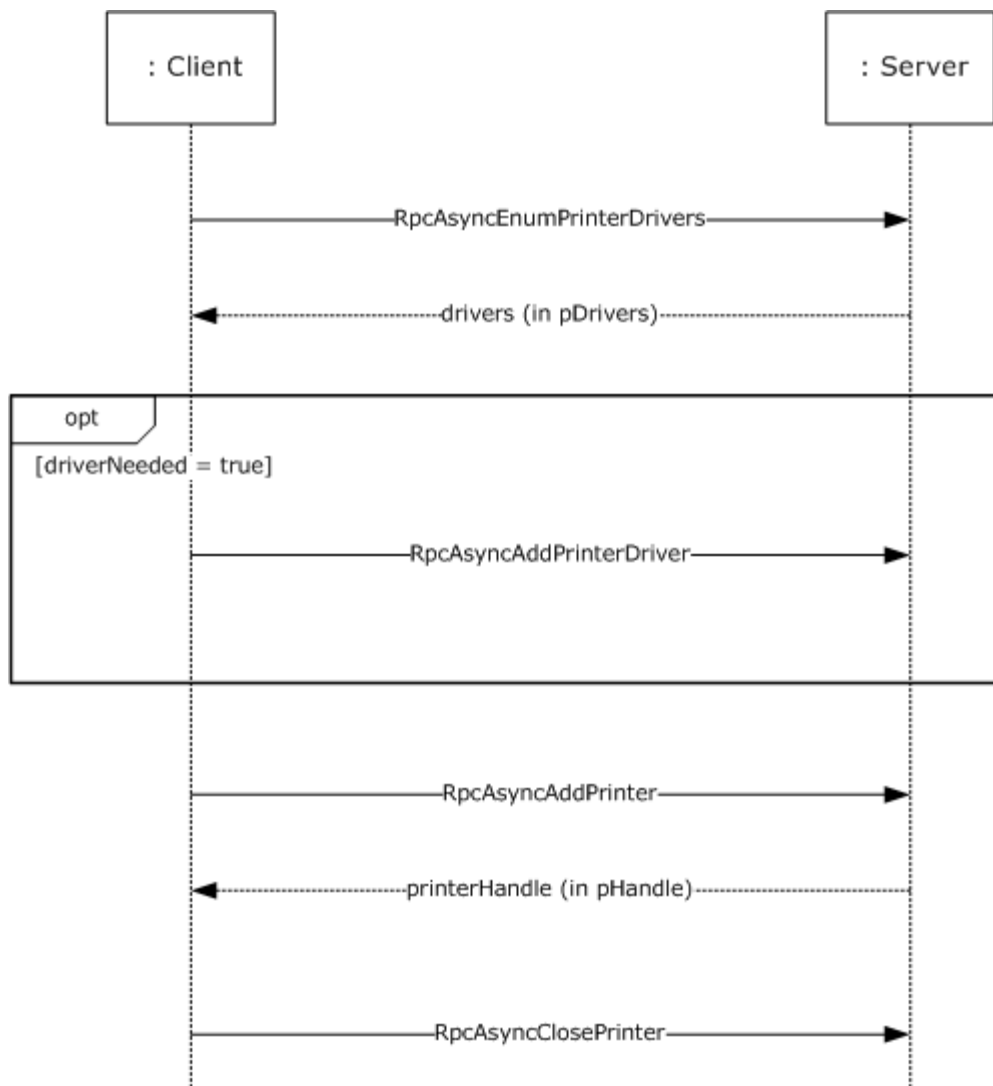 : Client
: Server
RpcAsyncEnumPrinterDrivers
drivers (in pDrivers)
opt
[driverNeeded = true]
RpcAsyncAddPrinterDriver
RpcAsyncAddPrinter
printerHandle (in pHandle)
RpcAsyncClosePrinter